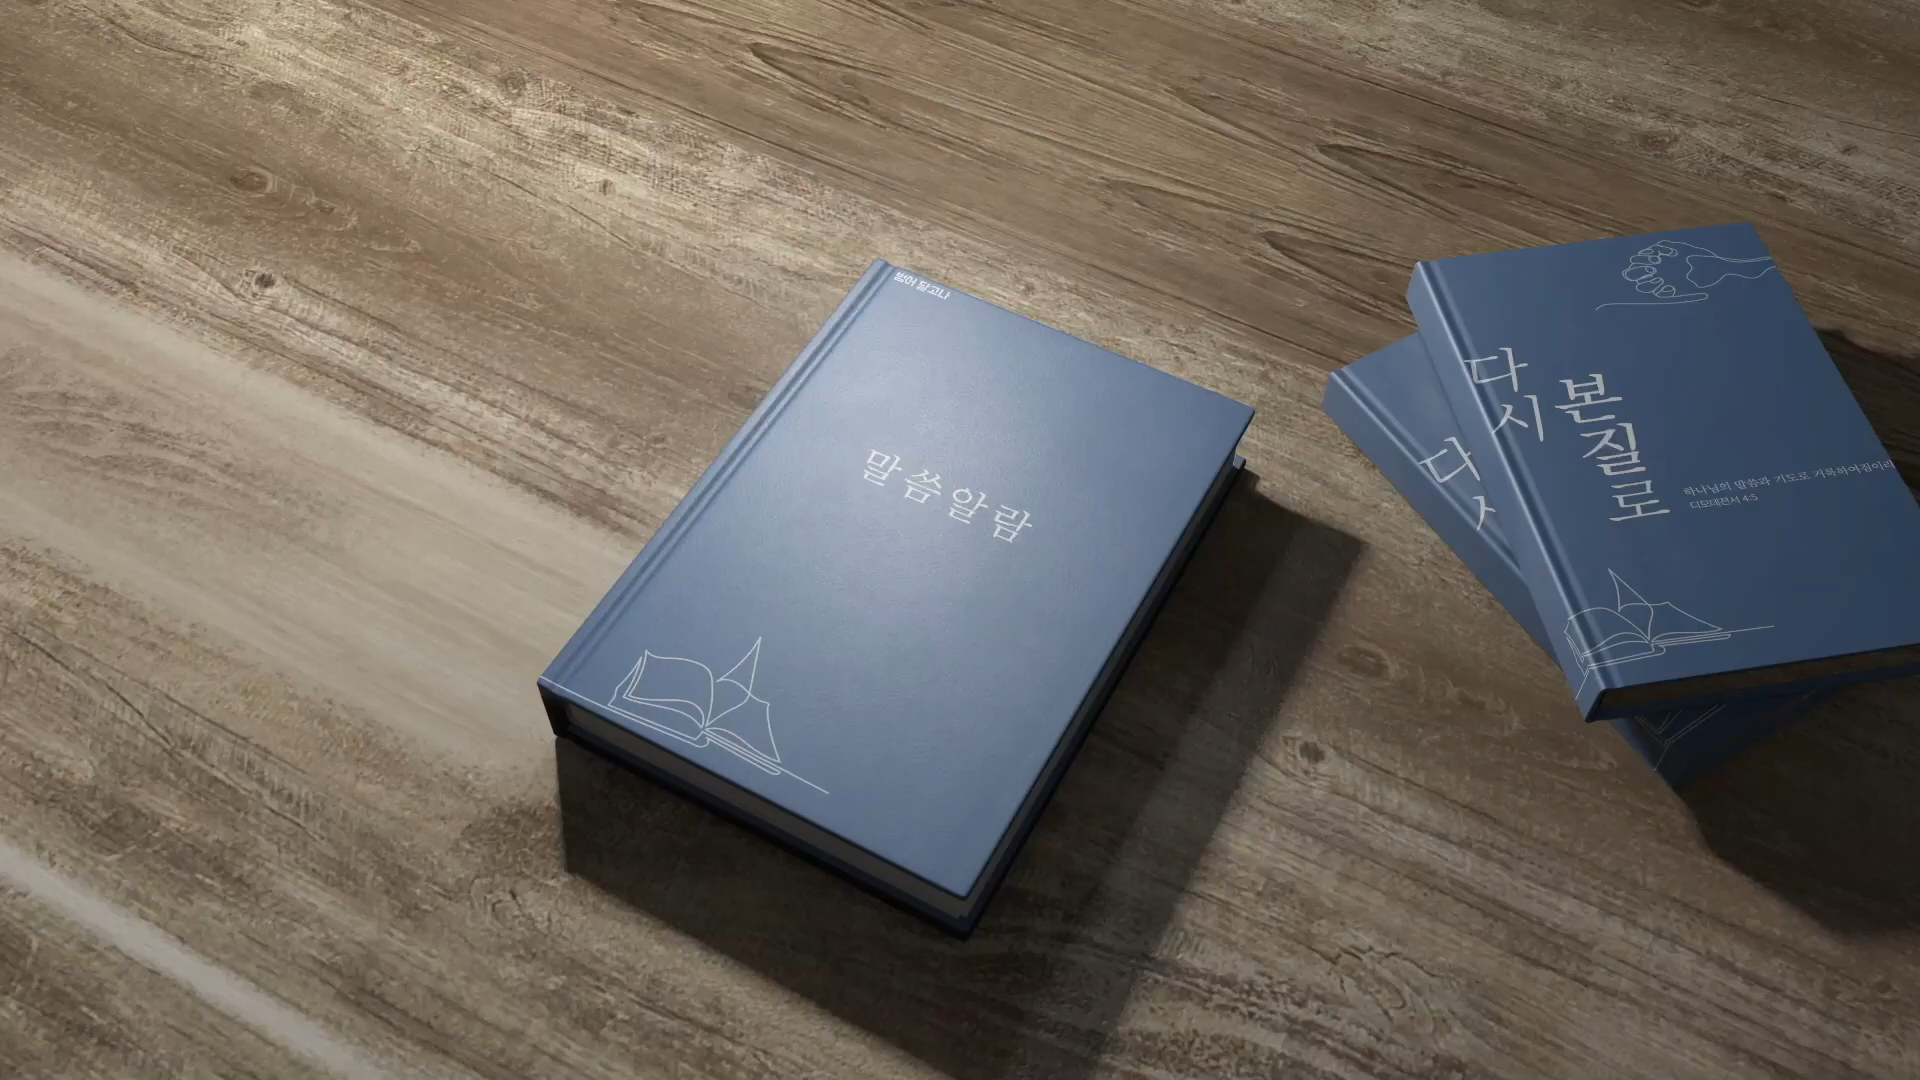 말씀알람
다시
본질로
하나님의 말씀과 기도로 거룩하여짐이라
디모데전서 4:5
다